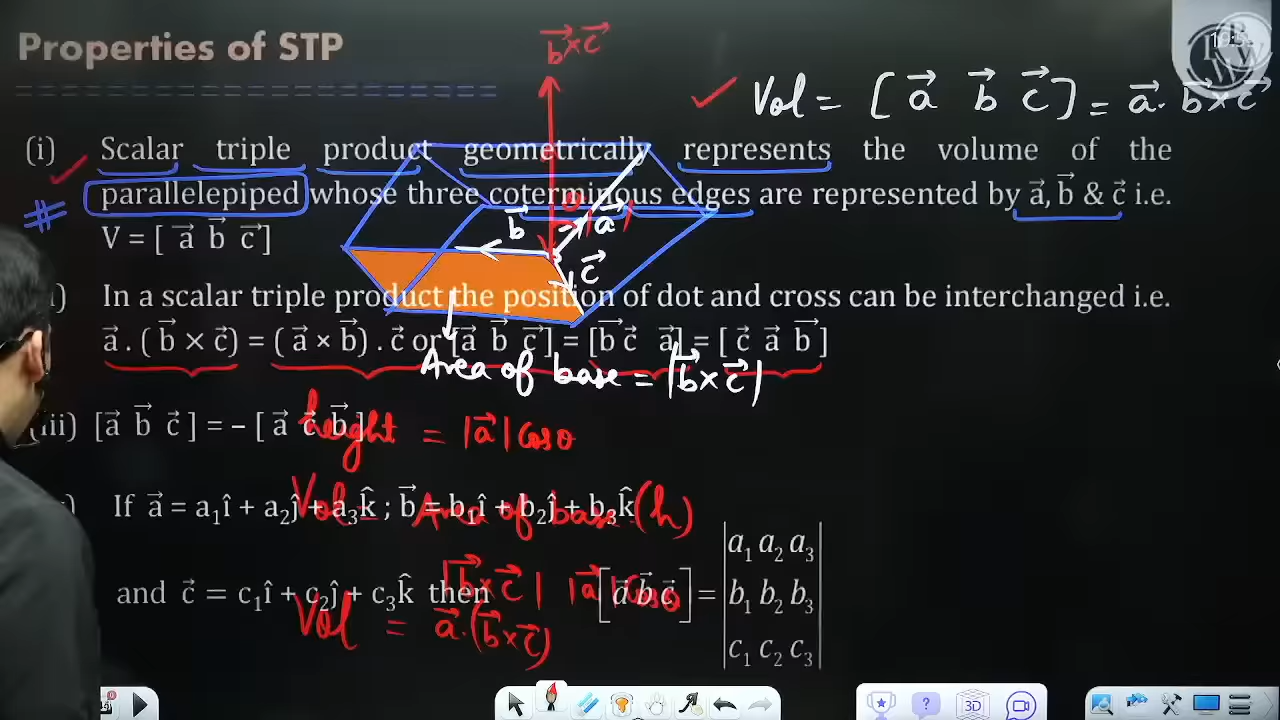 Properties of STP
b⃗×c⃗
Vol = [ a⃗ b⃗ c⃗ ] = a⃗. b⃗×c⃗
(i) Scalar triple product geometrically represents the volume of the
# parallelepiped whose three coterminous edges are represented by a⃗, b⃗ & c⃗ i.e.
V = [ a⃗ b⃗ c⃗ ]
b⃗
a⃗
c⃗
In a scalar triple product the position of dot and cross can be interchanged i.e.
a⃗ . ( b⃗ × c⃗ ) = ( a⃗ × b⃗ ) . c⃗ or [ a⃗ b⃗ c⃗ ] = [ b⃗ c⃗ a⃗ ] = [ c⃗ a⃗ b⃗ ]
Area of base = |b⃗×c⃗|
(iii) [ a⃗ b⃗ c⃗ ] = – [ a⃗ c⃗ b⃗ ]
height = |a⃗| cosθ
If a⃗ = a₁î + a₂ĵ + a₃k̂ ; b⃗ = b₁î + b₂ĵ + b₃k̂
Vol = Area of base . (h)
|b⃗×c⃗| |a⃗| cosθ
and c⃗ = c₁î + c₂ĵ + c₃k̂ then [ a⃗ b⃗ c⃗ ] = | a₁ a₂ a₃ |
| b₁ b₂ b₃ |
| c₁ c₂ c₃ |
Vol = a⃗.(b⃗×c⃗)
3D